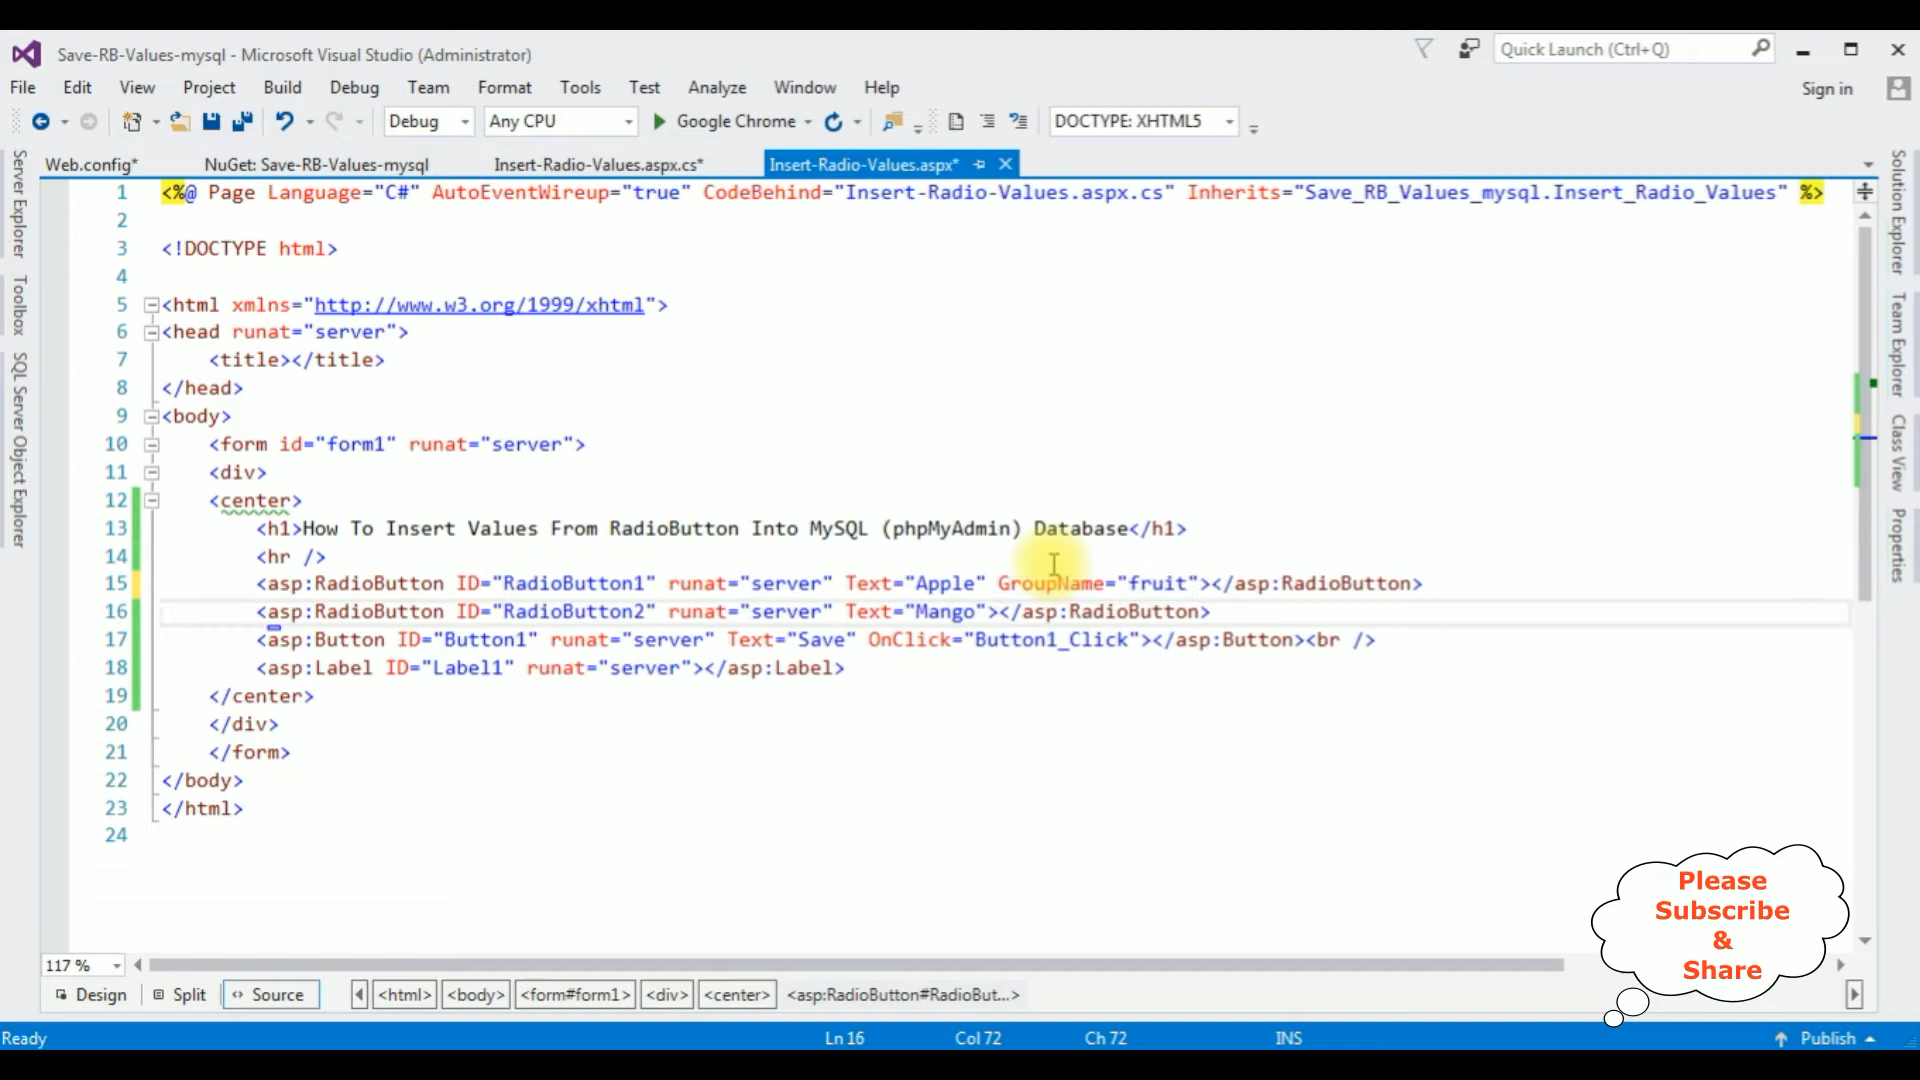 Save-RB-Values-mysql - Microsoft Visual Studio (Administrator)
Quick Launch (Ctrl+Q)
File Edit View Project Build Debug Team Format Tools Test Analyze Window Help
Sign in
Debug Any CPU Google Chrome DOCTYPE: XHTML5
Web.config* NuGet: Save-RB-Values-mysql Insert-Radio-Values.aspx.cs* Insert-Radio-Values.aspx*
Server Explorer
Toolbox
SQL Server Object Explorer
1 <%@ Page Language="C#" AutoEventWireup="true" CodeBehind="Insert-Radio-Values.aspx.cs" Inherits="Save_RB_Values_mysql.Insert_Radio_Values" %>
2
3 <!DOCTYPE html>
4
5 <html xmlns="http://www.w3.org/1999/xhtml">
6 <head runat="server">
7 <title></title>
8 </head>
9 <body>
10 <form id="form1" runat="server">
11 <div>
12 <center>
13 <h1>How To Insert Values From RadioButton Into MySQL (phpMyAdmin) Database</h1>
14 <hr />
15 <asp:RadioButton ID="RadioButton1" runat="server" Text="Apple" GroupName="fruit"></asp:RadioButton>
16 <asp:RadioButton ID="RadioButton2" runat="server" Text="Mango"></asp:RadioButton>
17 <asp:Button ID="Button1" runat="server" Text="Save" OnClick="Button1_Click"></asp:Button><br />
18 <asp:Label ID="Label1" runat="server"></asp:Label>
19 </center>
20 </div>
21 </form>
22 </body>
23 </html>
24
Solution Explorer
Team Explorer
Class View
Properties
Please
Subscribe
&
Share
117 %
Design Split Source <html> <body> <form#form1> <div> <center> <asp:RadioButton#RadioBut...>
Ready Ln 16 Col 72 Ch 72 INS Publish